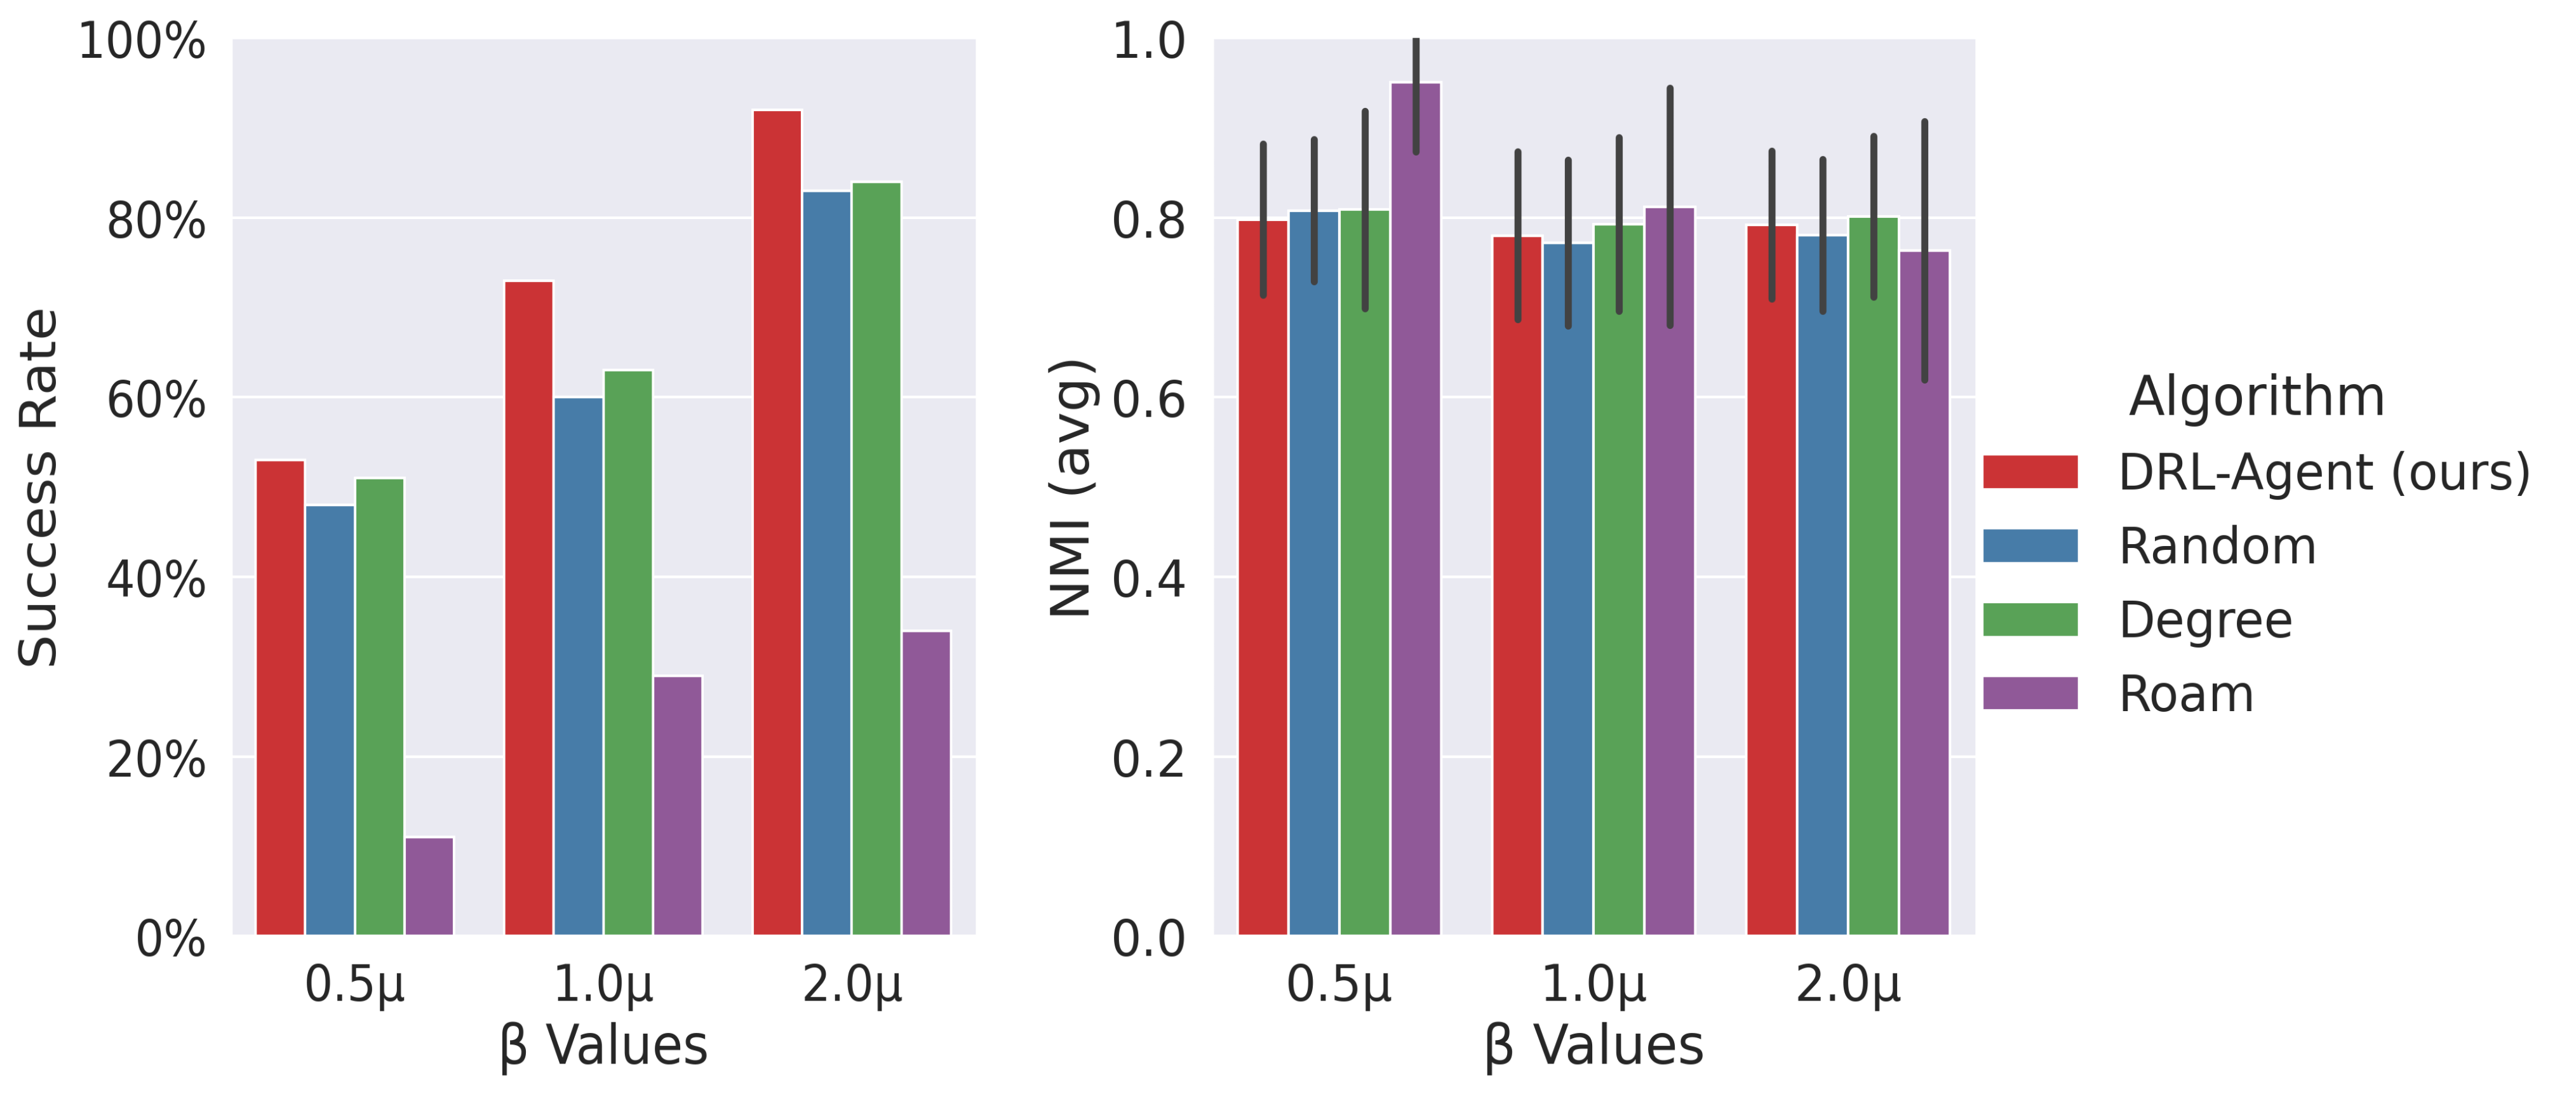 100%
80%
60%
40%
20%
0%
Success Rate
0.5µ 1.0µ 2.0µ
β Values
1.0
0.8
0.6
0.4
0.2
0.0
NMI (avg)
0.5µ 1.0µ 2.0µ
β Values
Algorithm
DRL-Agent (ours)
Random
Degree
Roam